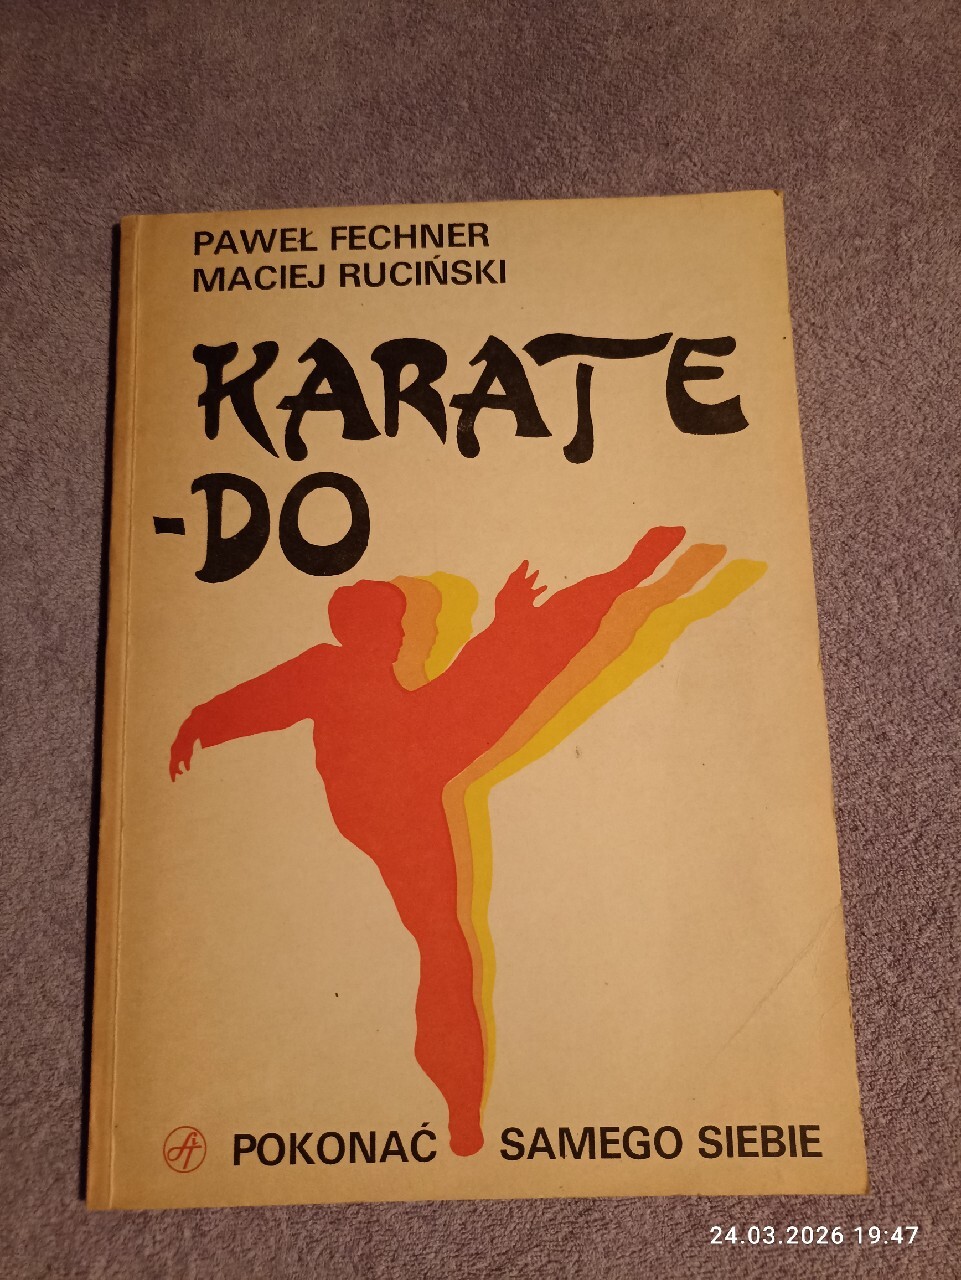 PAWEŁ FECHNER
MACIEJ RUCIŃSKI
KARATE
-DO
POKONAĆ SAMEGO SIEBIE
24.03.2026 19:47